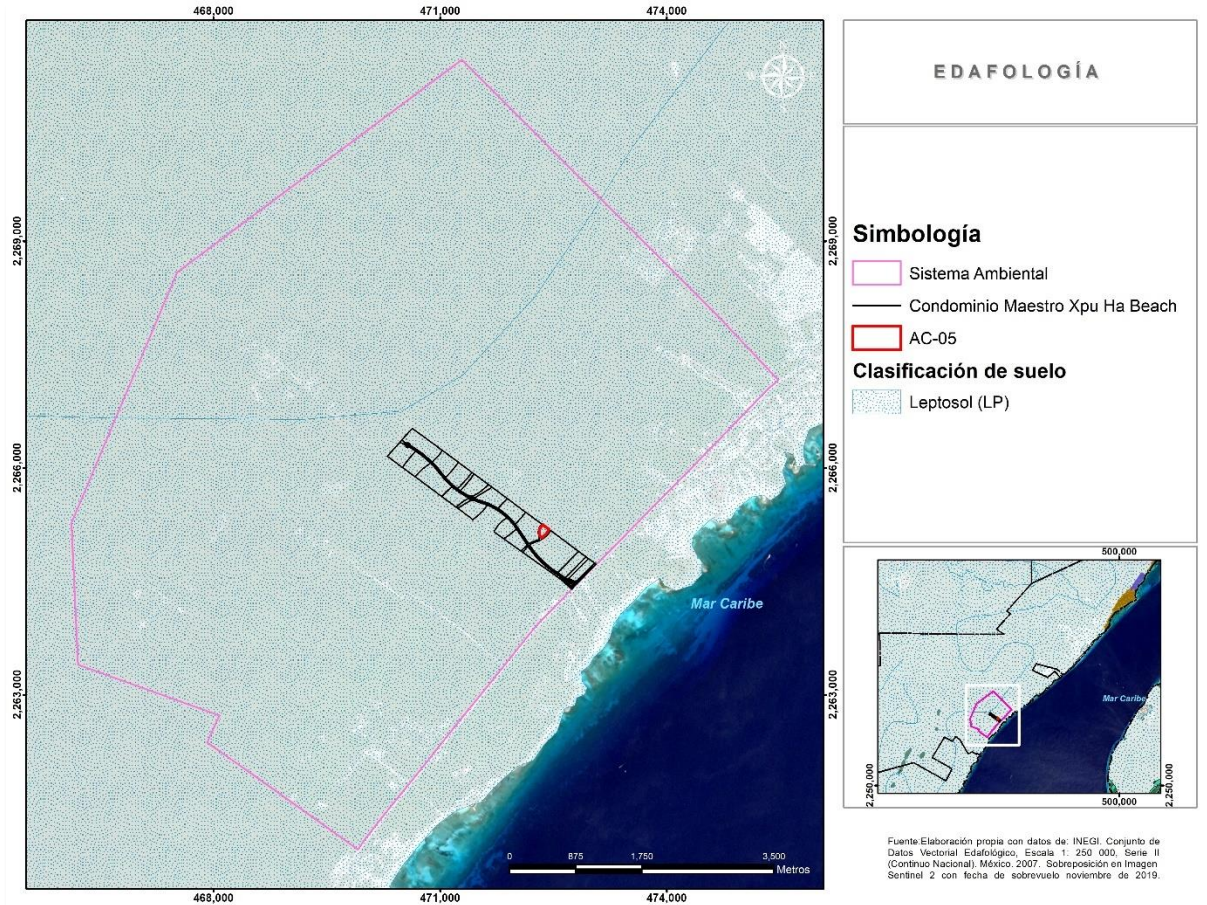 468,000
471,000
474,000
2,269,000
2,269,000
2,266,000
2,266,000
2,263,000
2,263,000
Mar Caribe
0
875
1,750
3,500
Metros
468,000
471,000
474,000
EDAFOLOGÍA
Simbología
Sistema Ambiental
Condominio Maestro Xpu Ha Beach
AC-05
Clasificación de suelo
Leptosol (LP)
500,000
Mar Caribe
2,250,000
2,250,000
500,000
Fuente:Elaboración propia con datos de: INEGI. Conjunto de
Datos Vectorial Edafológico, Escala 1: 250 000, Serie II
(Continuo Nacional). México. 2007. Sobreposición en Imagen
Sentinel 2 con fecha de sobrevuelo noviembre de 2019.